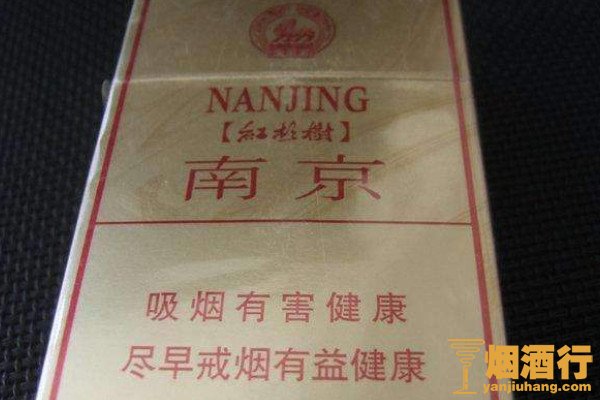 NANJING
【红杉樹】
南京
吸烟有害健康
尽早戒烟有益健康
烟酒行
yanjiuhang.com